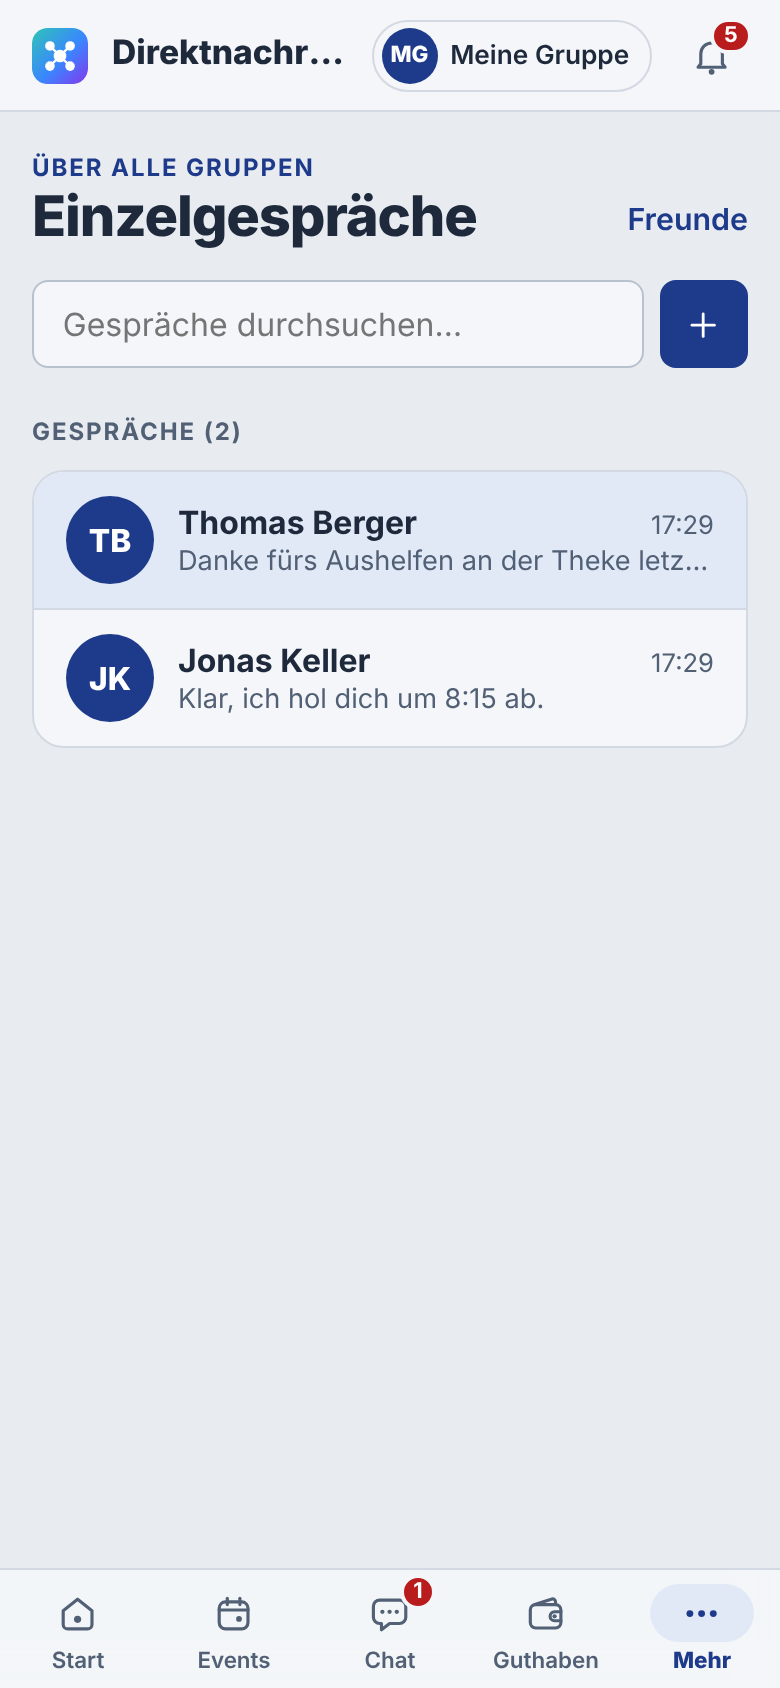 Direktnachr...
MG Meine Gruppe
5
ÜBER ALLE GRUPPEN
Einzelgespräche
Freunde
Gespräche durchsuchen...
GESPRÄCHE (2)
TB
Thomas Berger
17:29
Danke fürs Aushelfen an der Theke letz...
JK
Jonas Keller
17:29
Klar, ich hol dich um 8:15 ab.
1
Start
Events
Chat
Guthaben
Mehr